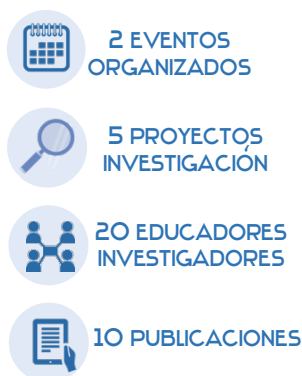 2 EVENTOS
ORGANIZADOS
5 PROYECTOS
INVESTIGACIÓN
20 EDUCADORES
INVESTIGADORES
10 PUBLICACIONES